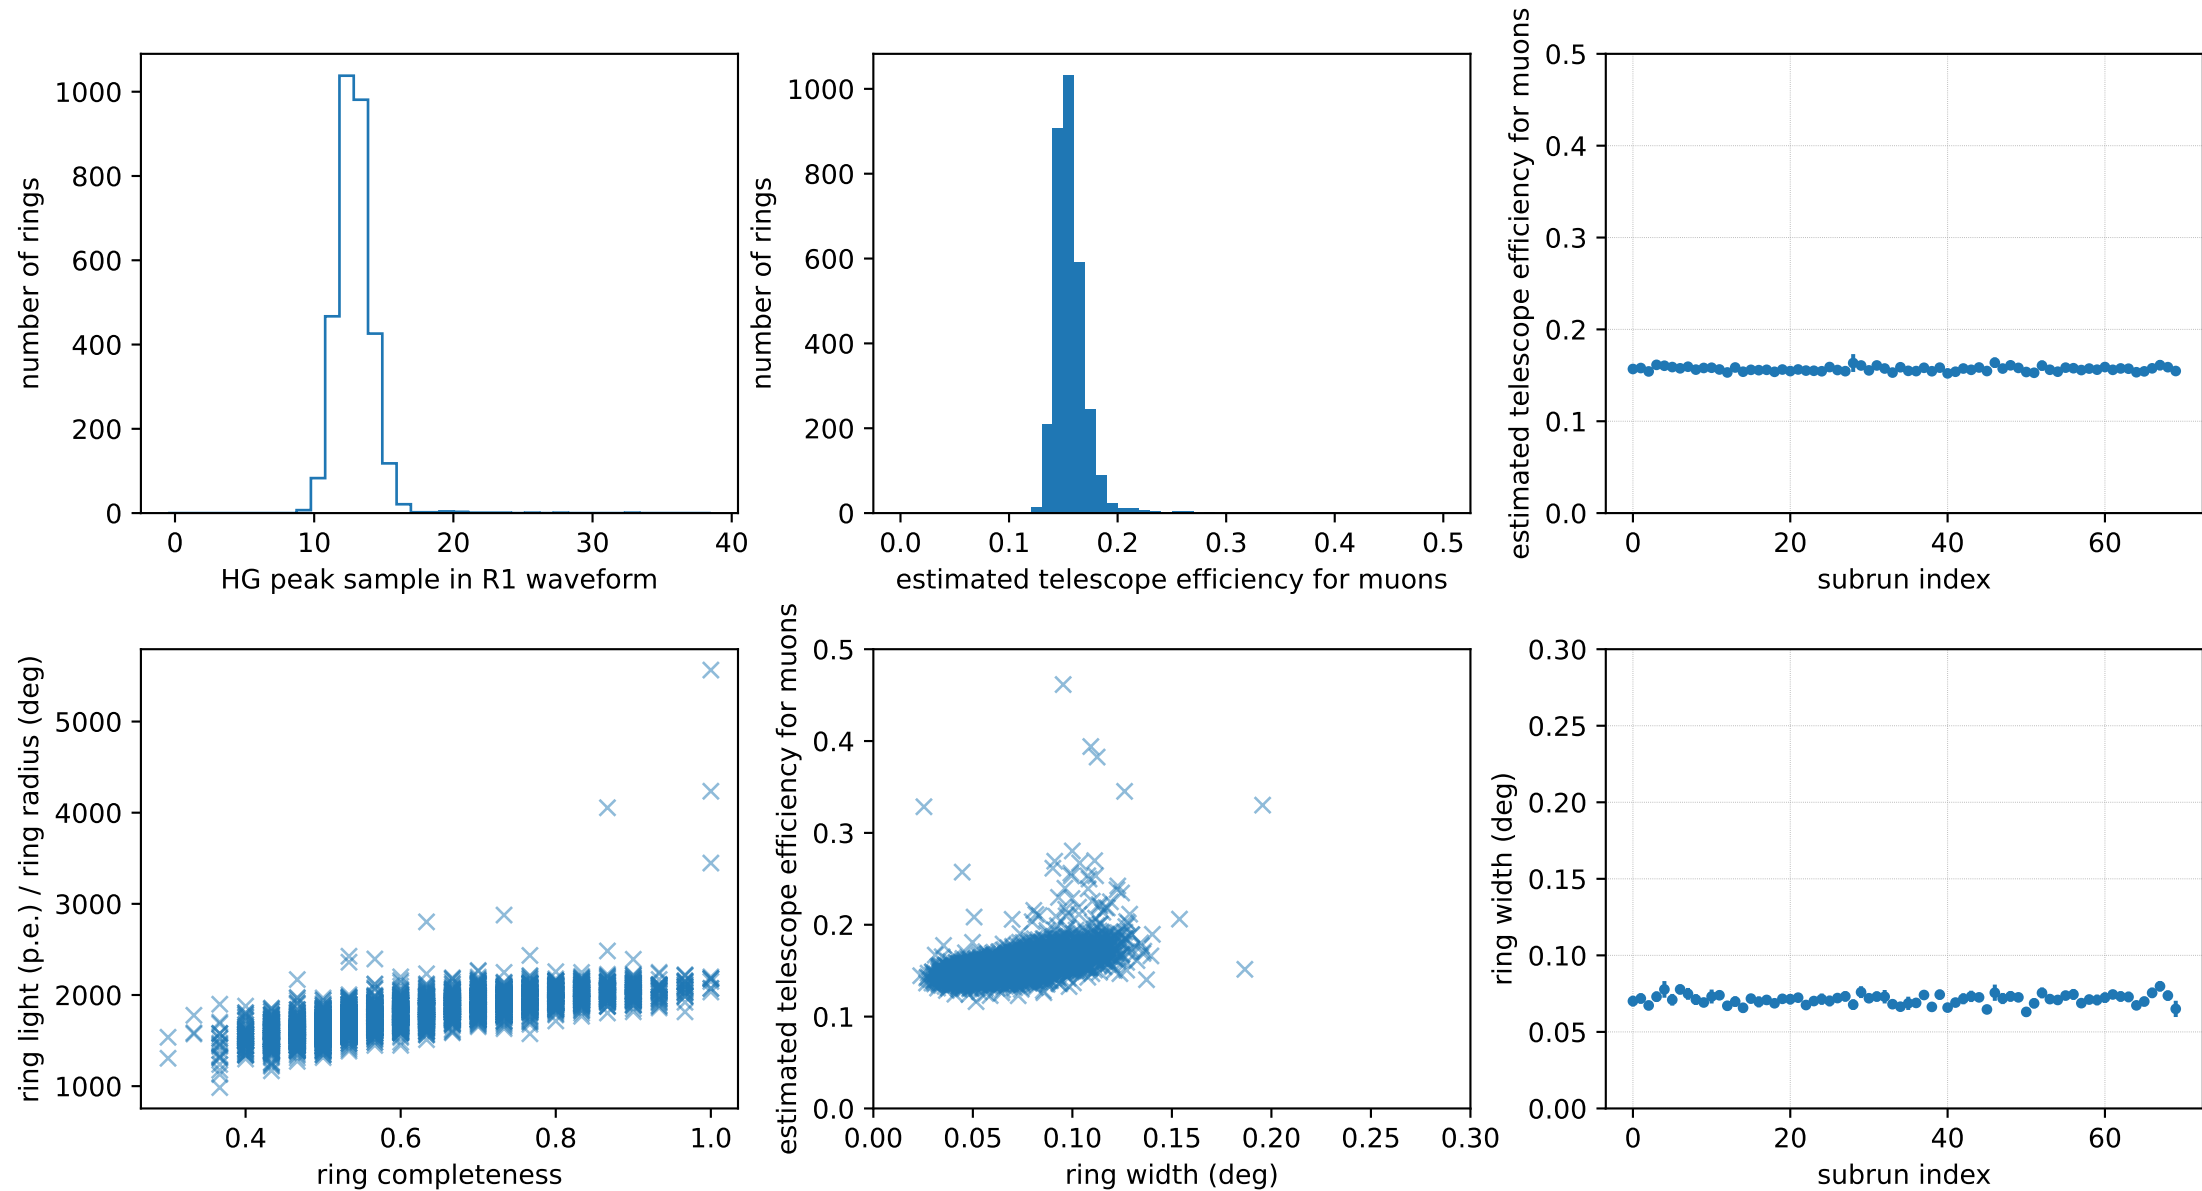 number of rings
1000
800
600
400
200
0
0 10 20 30 40
HG peak sample in R1 waveform
number of rings
1000
800
600
400
200
0
0.0 0.1 0.2 0.3 0.4 0.5
estimated telescope efficiency for muons
estimated telescope efficiency for muons
0.5
0.4
0.3
0.2
0.1
0.0
0 20 40 60
subrun index
ring light (p.e.) / ring radius (deg)
5000
4000
3000
2000
1000
0.4 0.6 0.8 1.0
ring completeness
estimated telescope efficiency for muons
0.5
0.4
0.3
0.2
0.1
0.0
0.00 0.05 0.10 0.15 0.20 0.25 0.30
ring width (deg)
ring width (deg)
0.30
0.25
0.20
0.15
0.10
0.05
0.00
0 20 40 60
subrun index